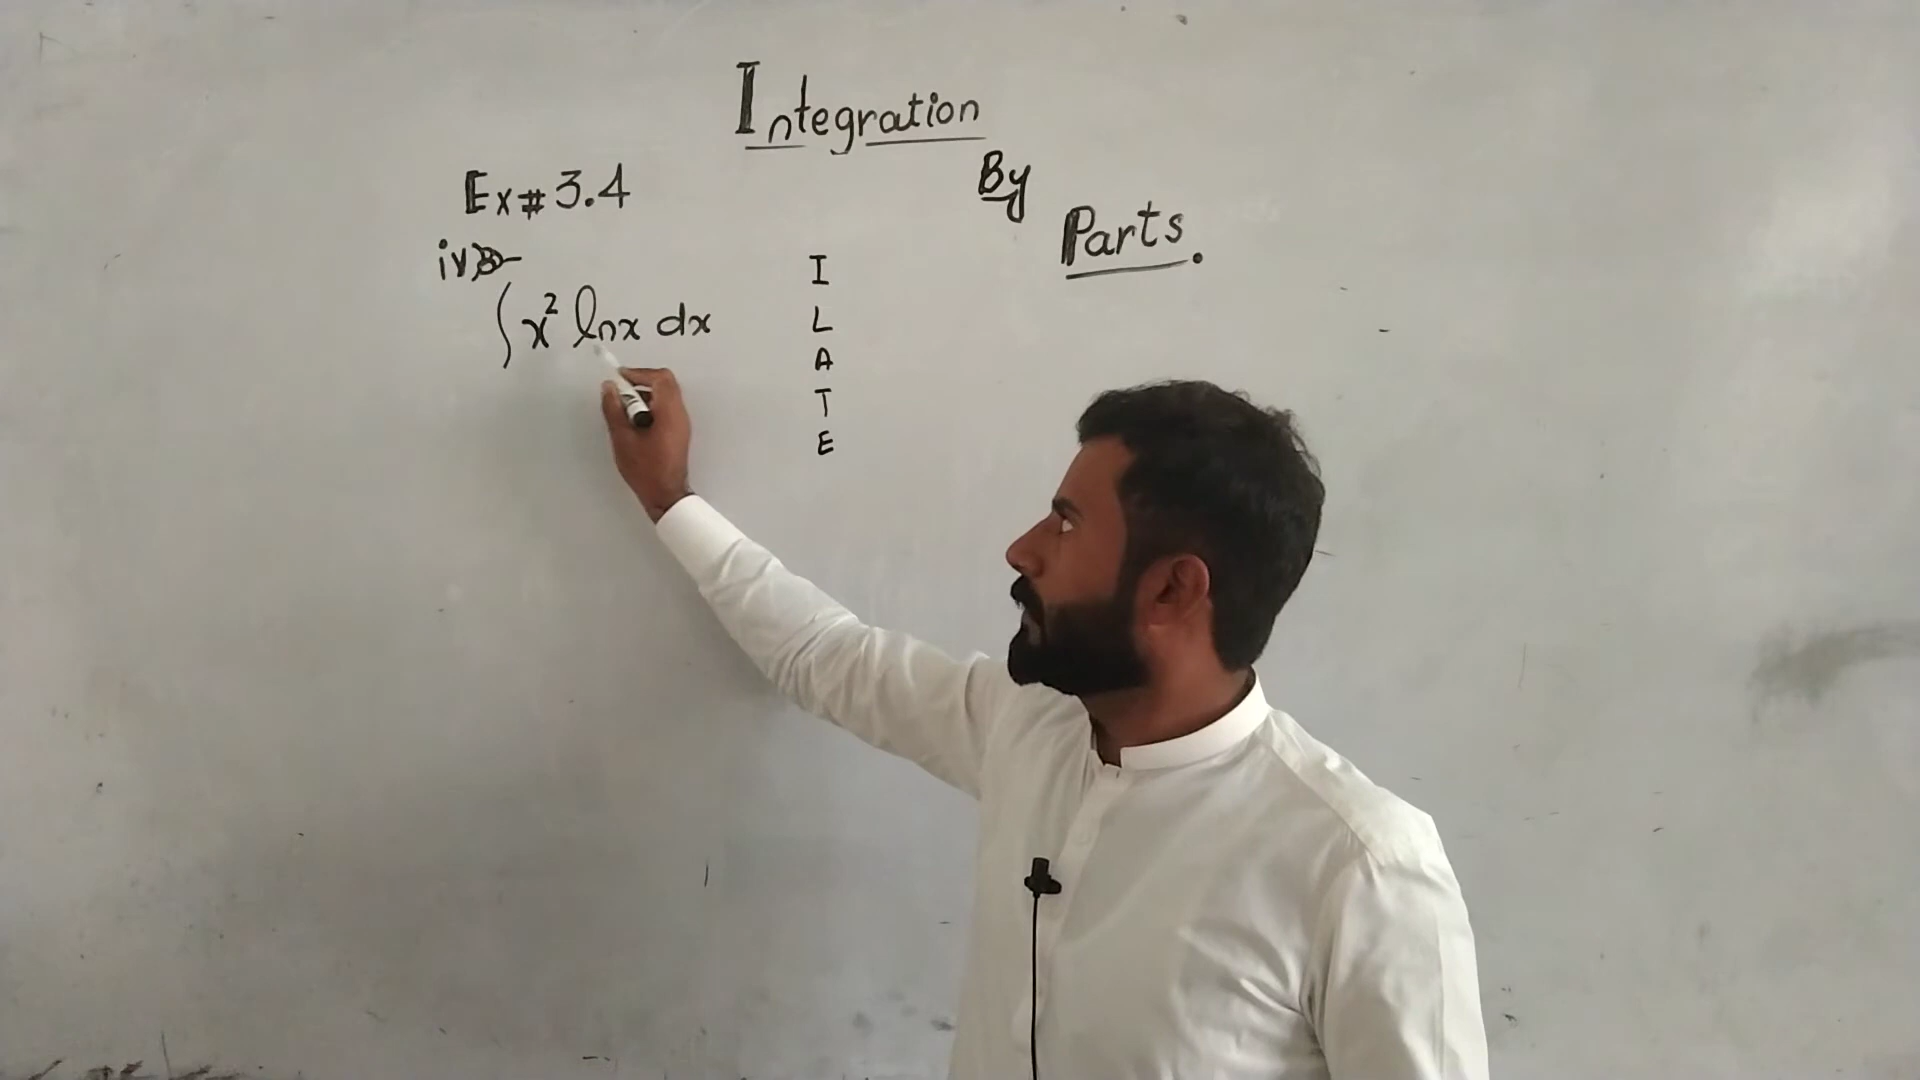 Integration
By
Parts.
Ex# 3.4
iv)
∫ x² lnx dx
I
L
A
T
E